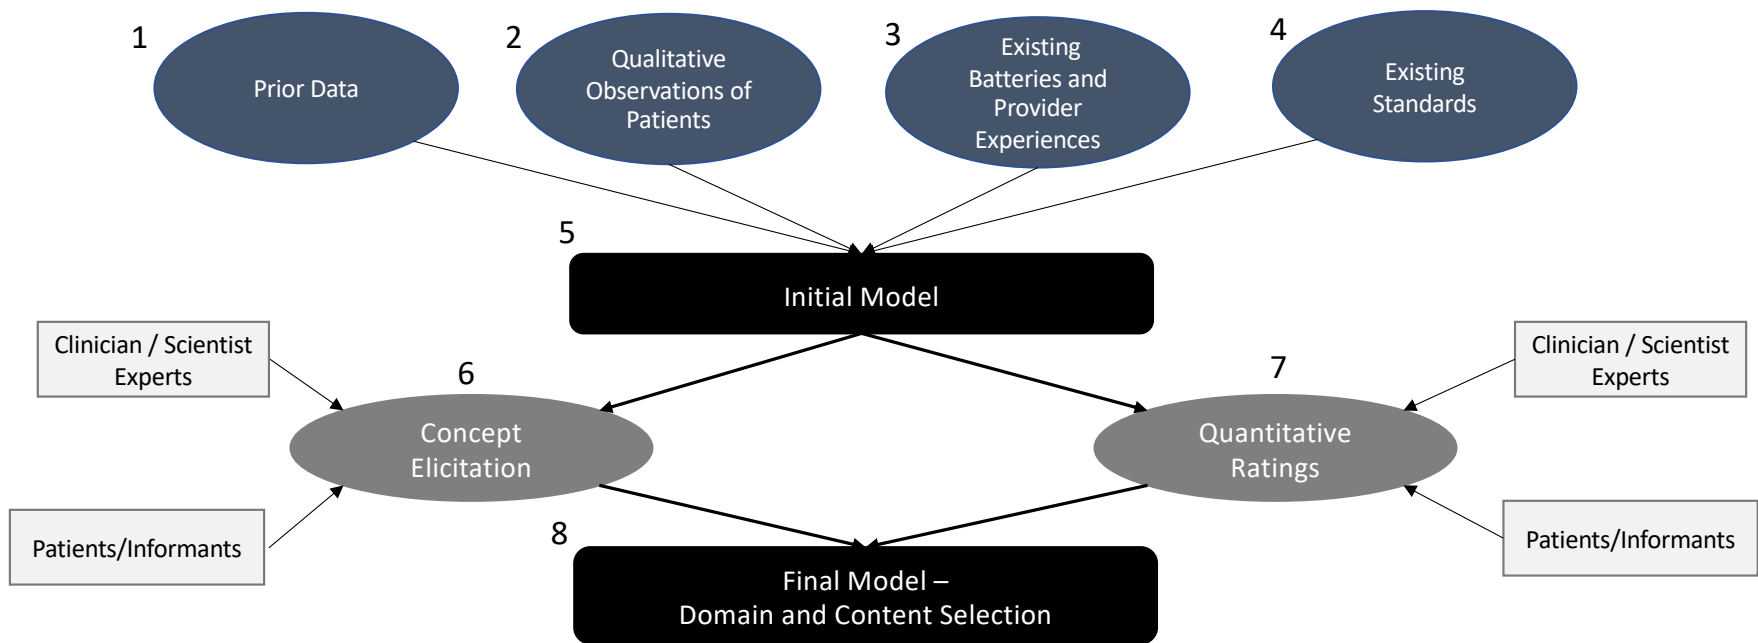 1
Prior Data
2
Qualitative
Observations of
Patients
3
Existing
Batteries and
Provider
Experiences
4
Existing
Standards
5
Initial Model
Clinician / Scientist
Experts
6
Concept
Elicitation
Patients/Informants
7
Quantitative
Ratings
Clinician / Scientist
Experts
Patients/Informants
8
Final Model –
Domain and Content Selection